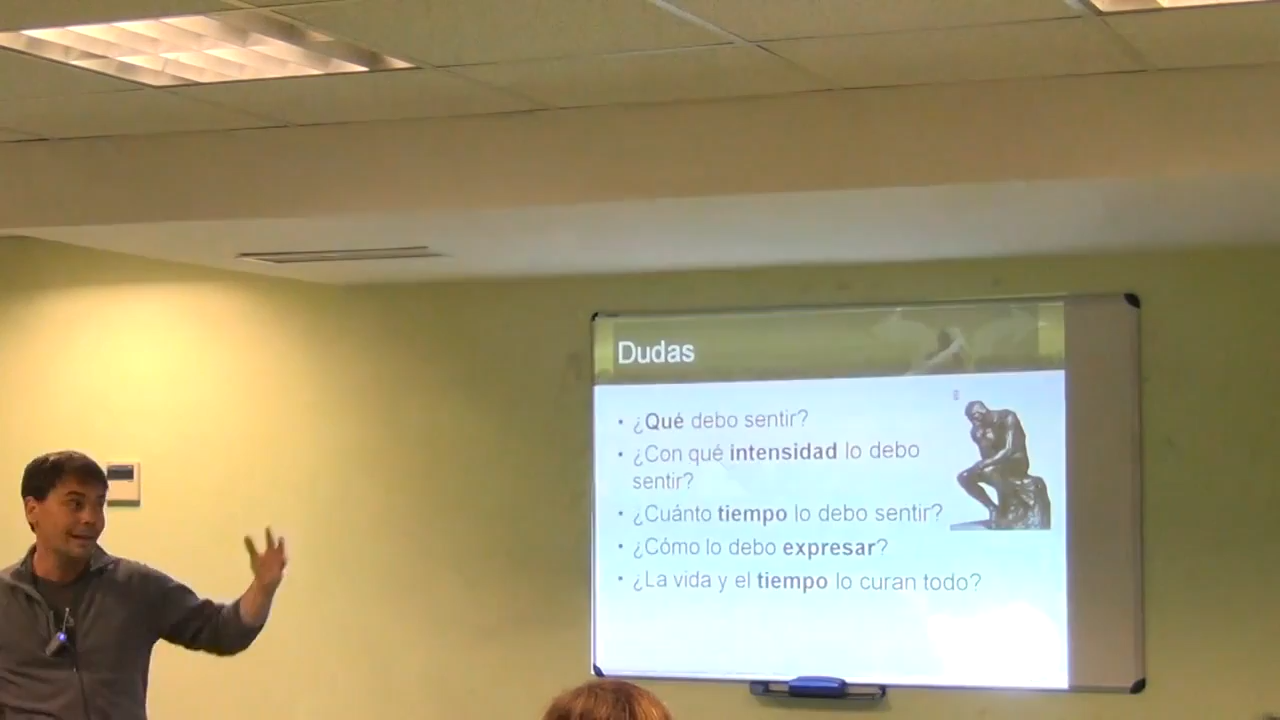 Dudas
• ¿Qué debo sentir?
• ¿Con qué intensidad lo debo
sentir?
• ¿Cuánto tiempo lo debo sentir?
• ¿Cómo lo debo expresar?
• ¿La vida y el tiempo lo curan todo?